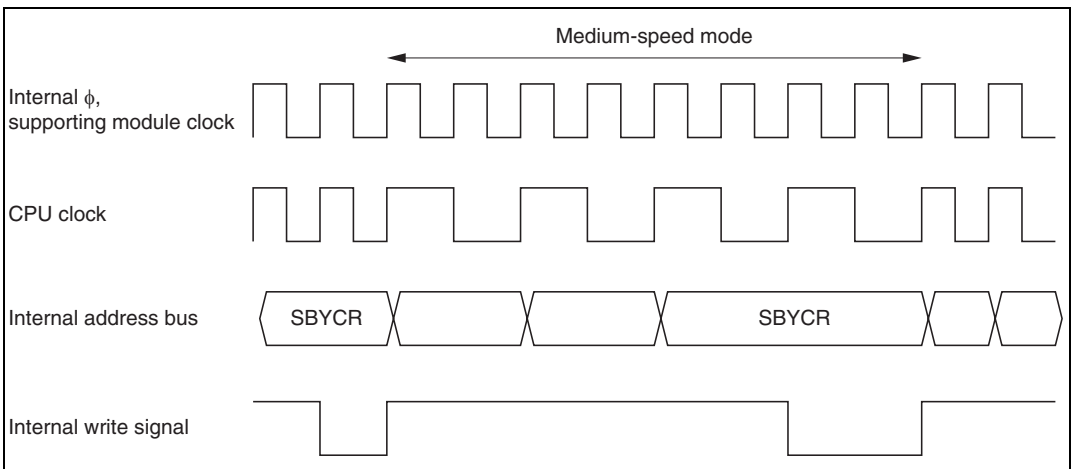 Medium-speed mode
Internal ϕ,
supporting module clock
CPU clock
Internal address bus
SBYCR
SBYCR
Internal write signal